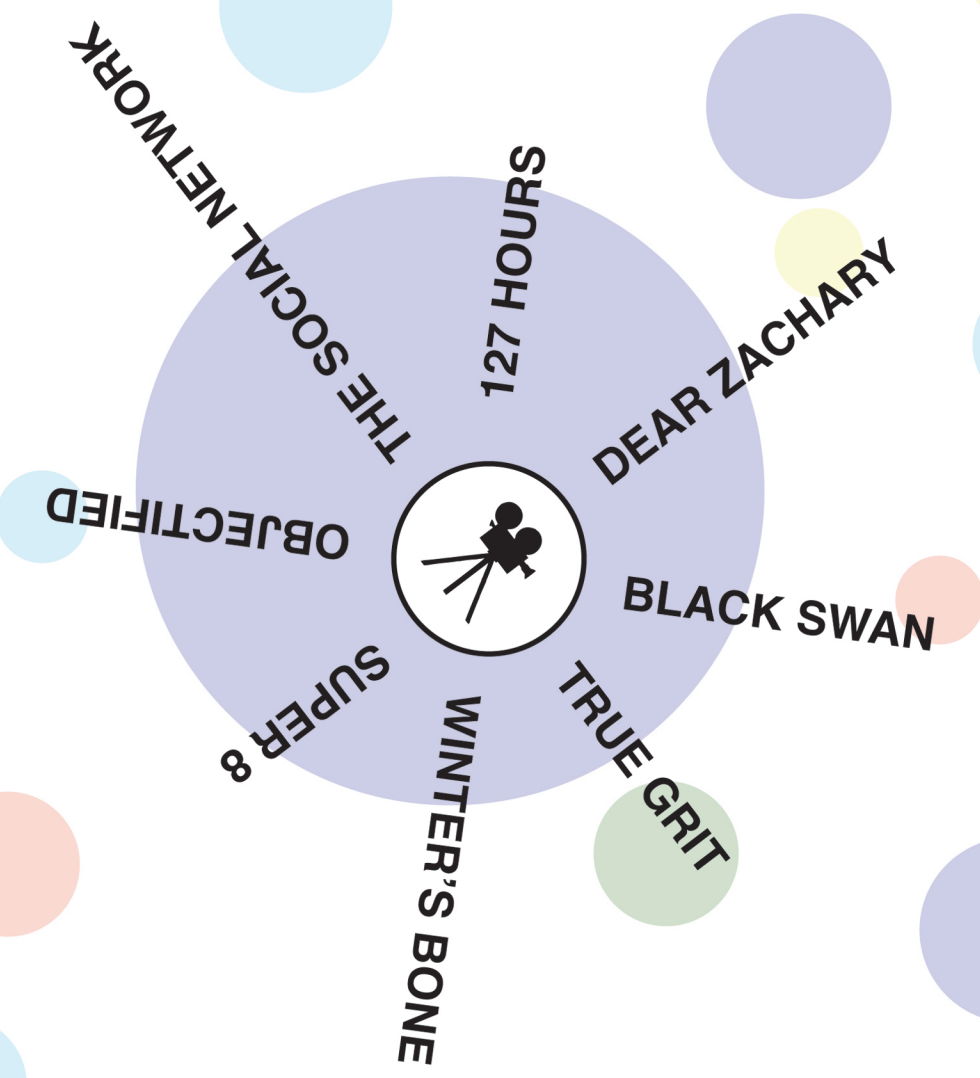 127 HOURS
DEAR ZACHARY
BLACK SWAN
TRUE GRIT
WINTER'S BONE
SUPER 8
OBJECTIFIED
THE SOCIAL NETWORK